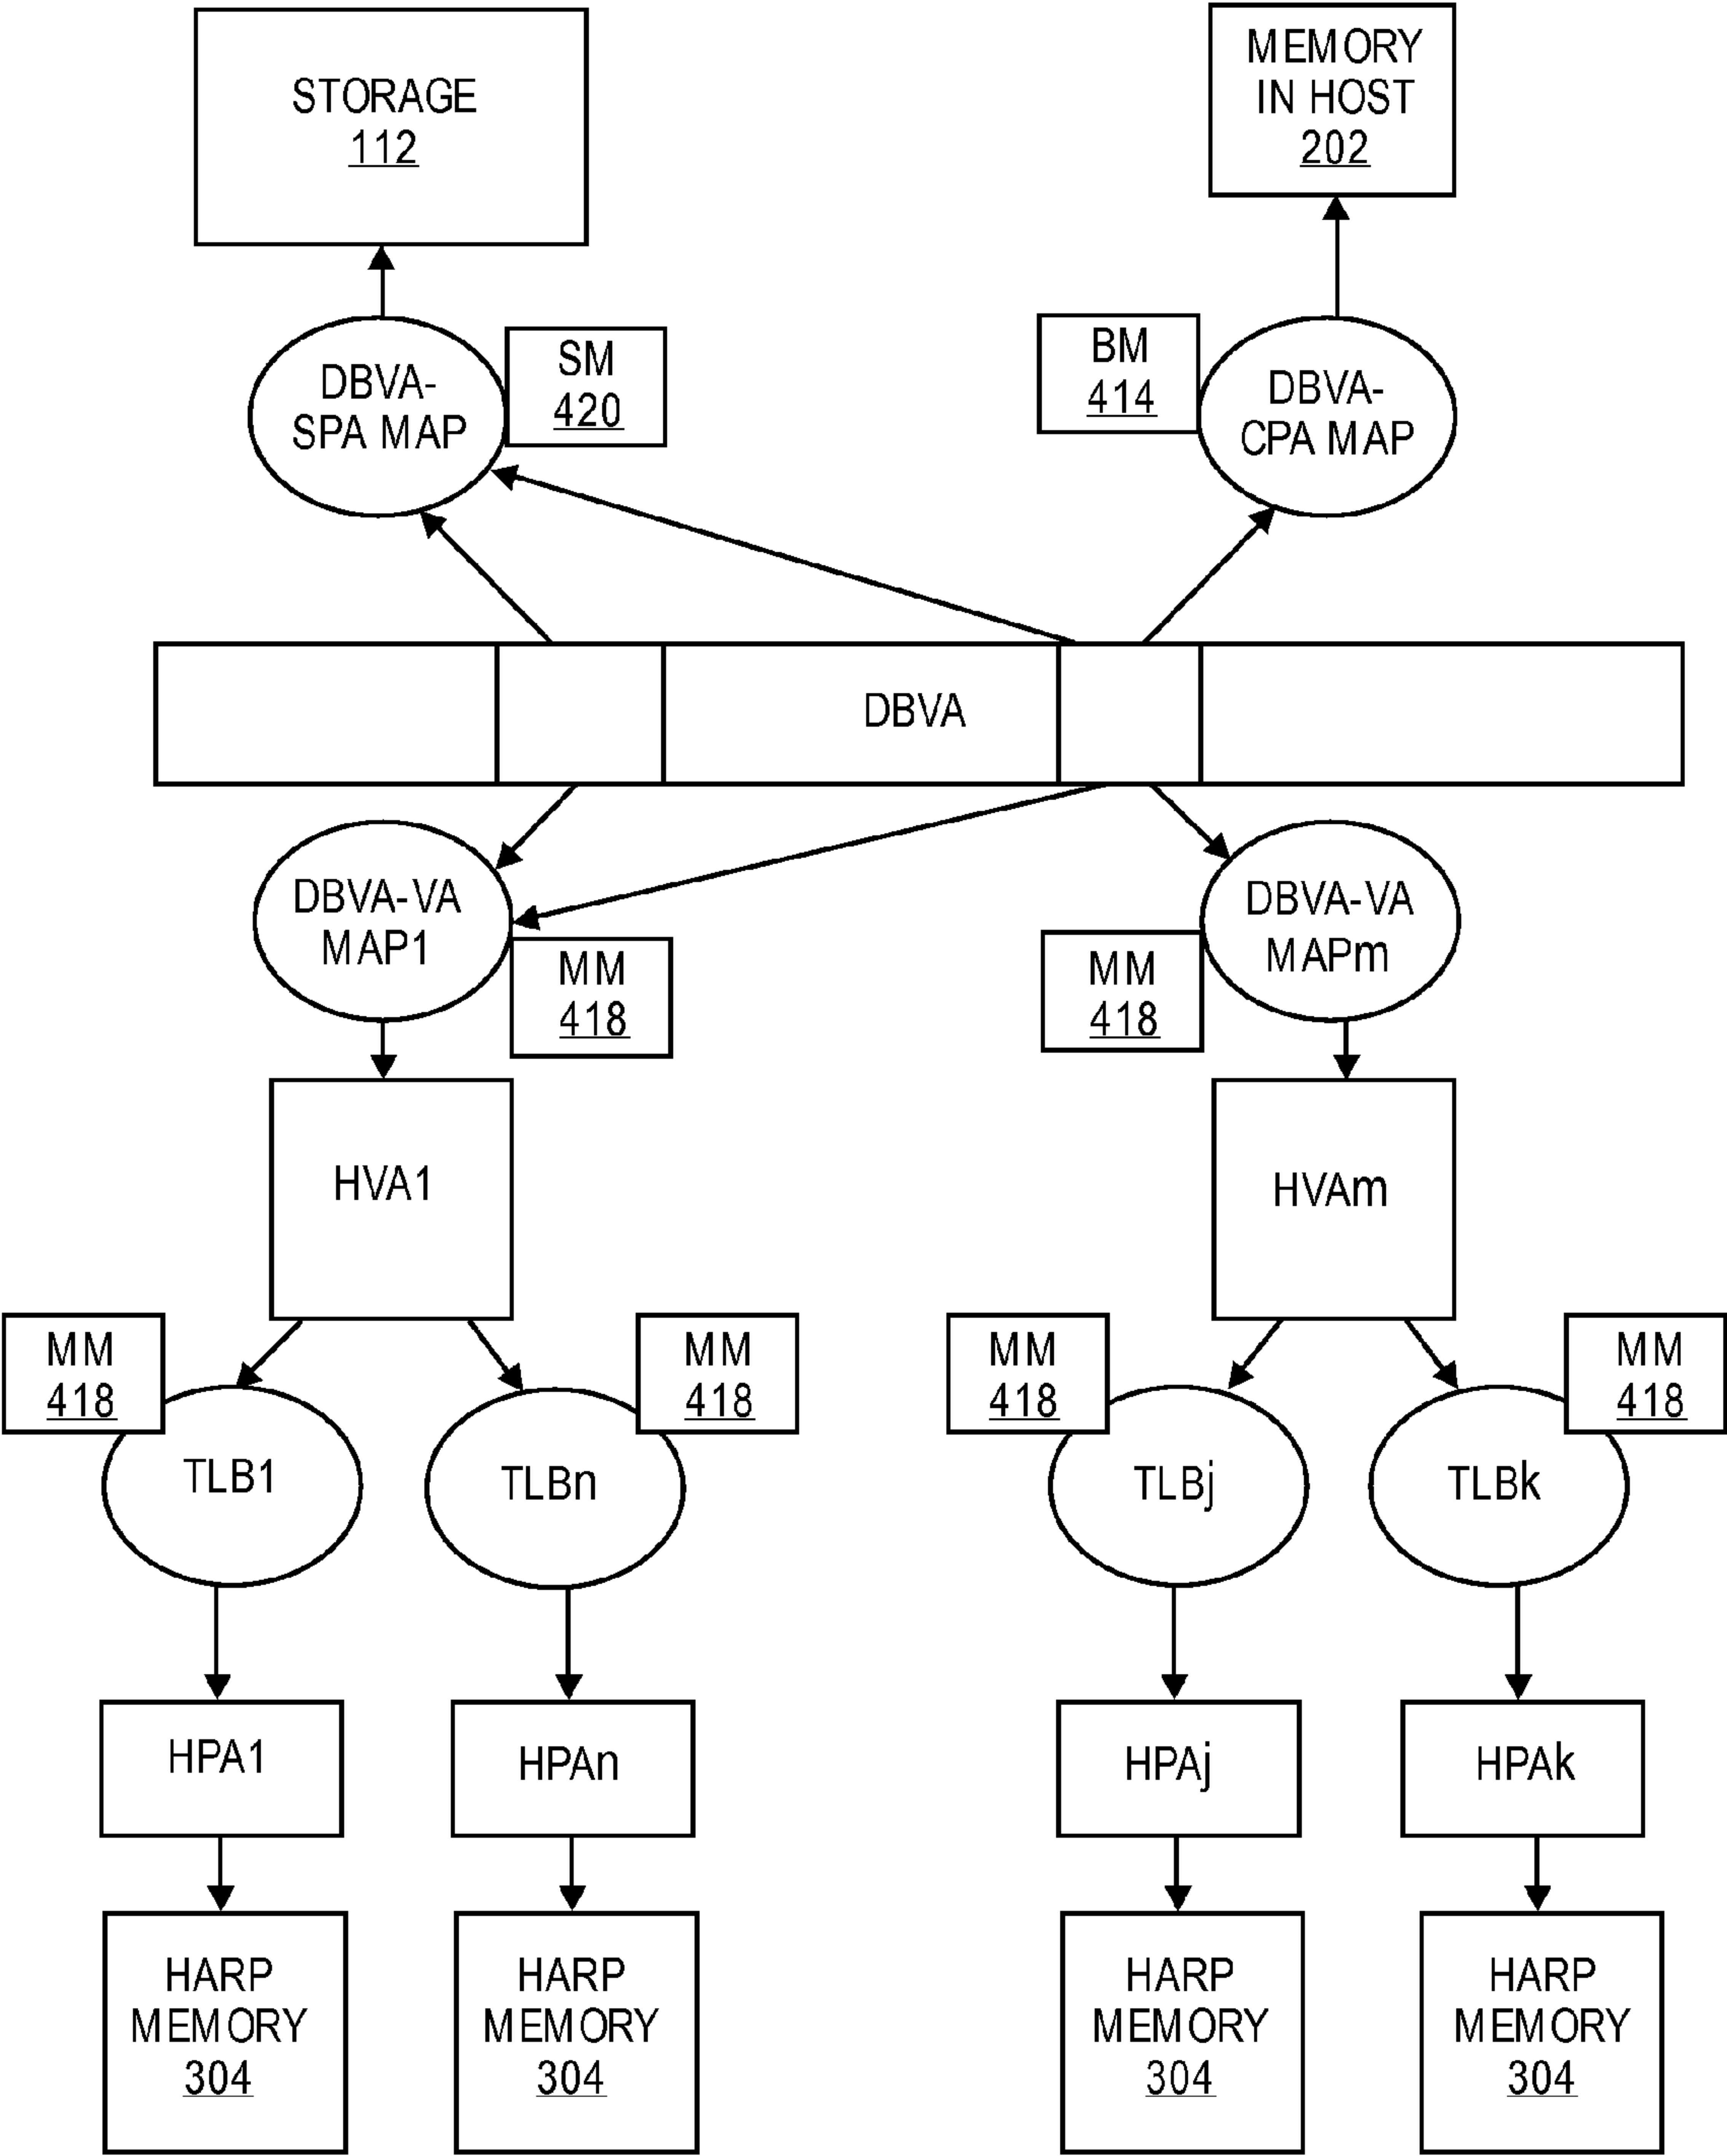 STORAGE
112
MEMORY
IN HOST
202
DBVA-
SPA MAP
SM
420
BM
414
DBVA-
CPA MAP
DBVA
DBVA-VA
MAP1
MM
418
MM
418
DBVA-VA
MAPm
HVA1
HVAm
MM
418
MM
418
MM
418
MM
418
TLB1
TLBn
TLBj
TLBk
HPA1
HPAn
HPAj
HPAk
HARP
MEMORY
304
HARP
MEMORY
304
HARP
MEMORY
304
HARP
MEMORY
304